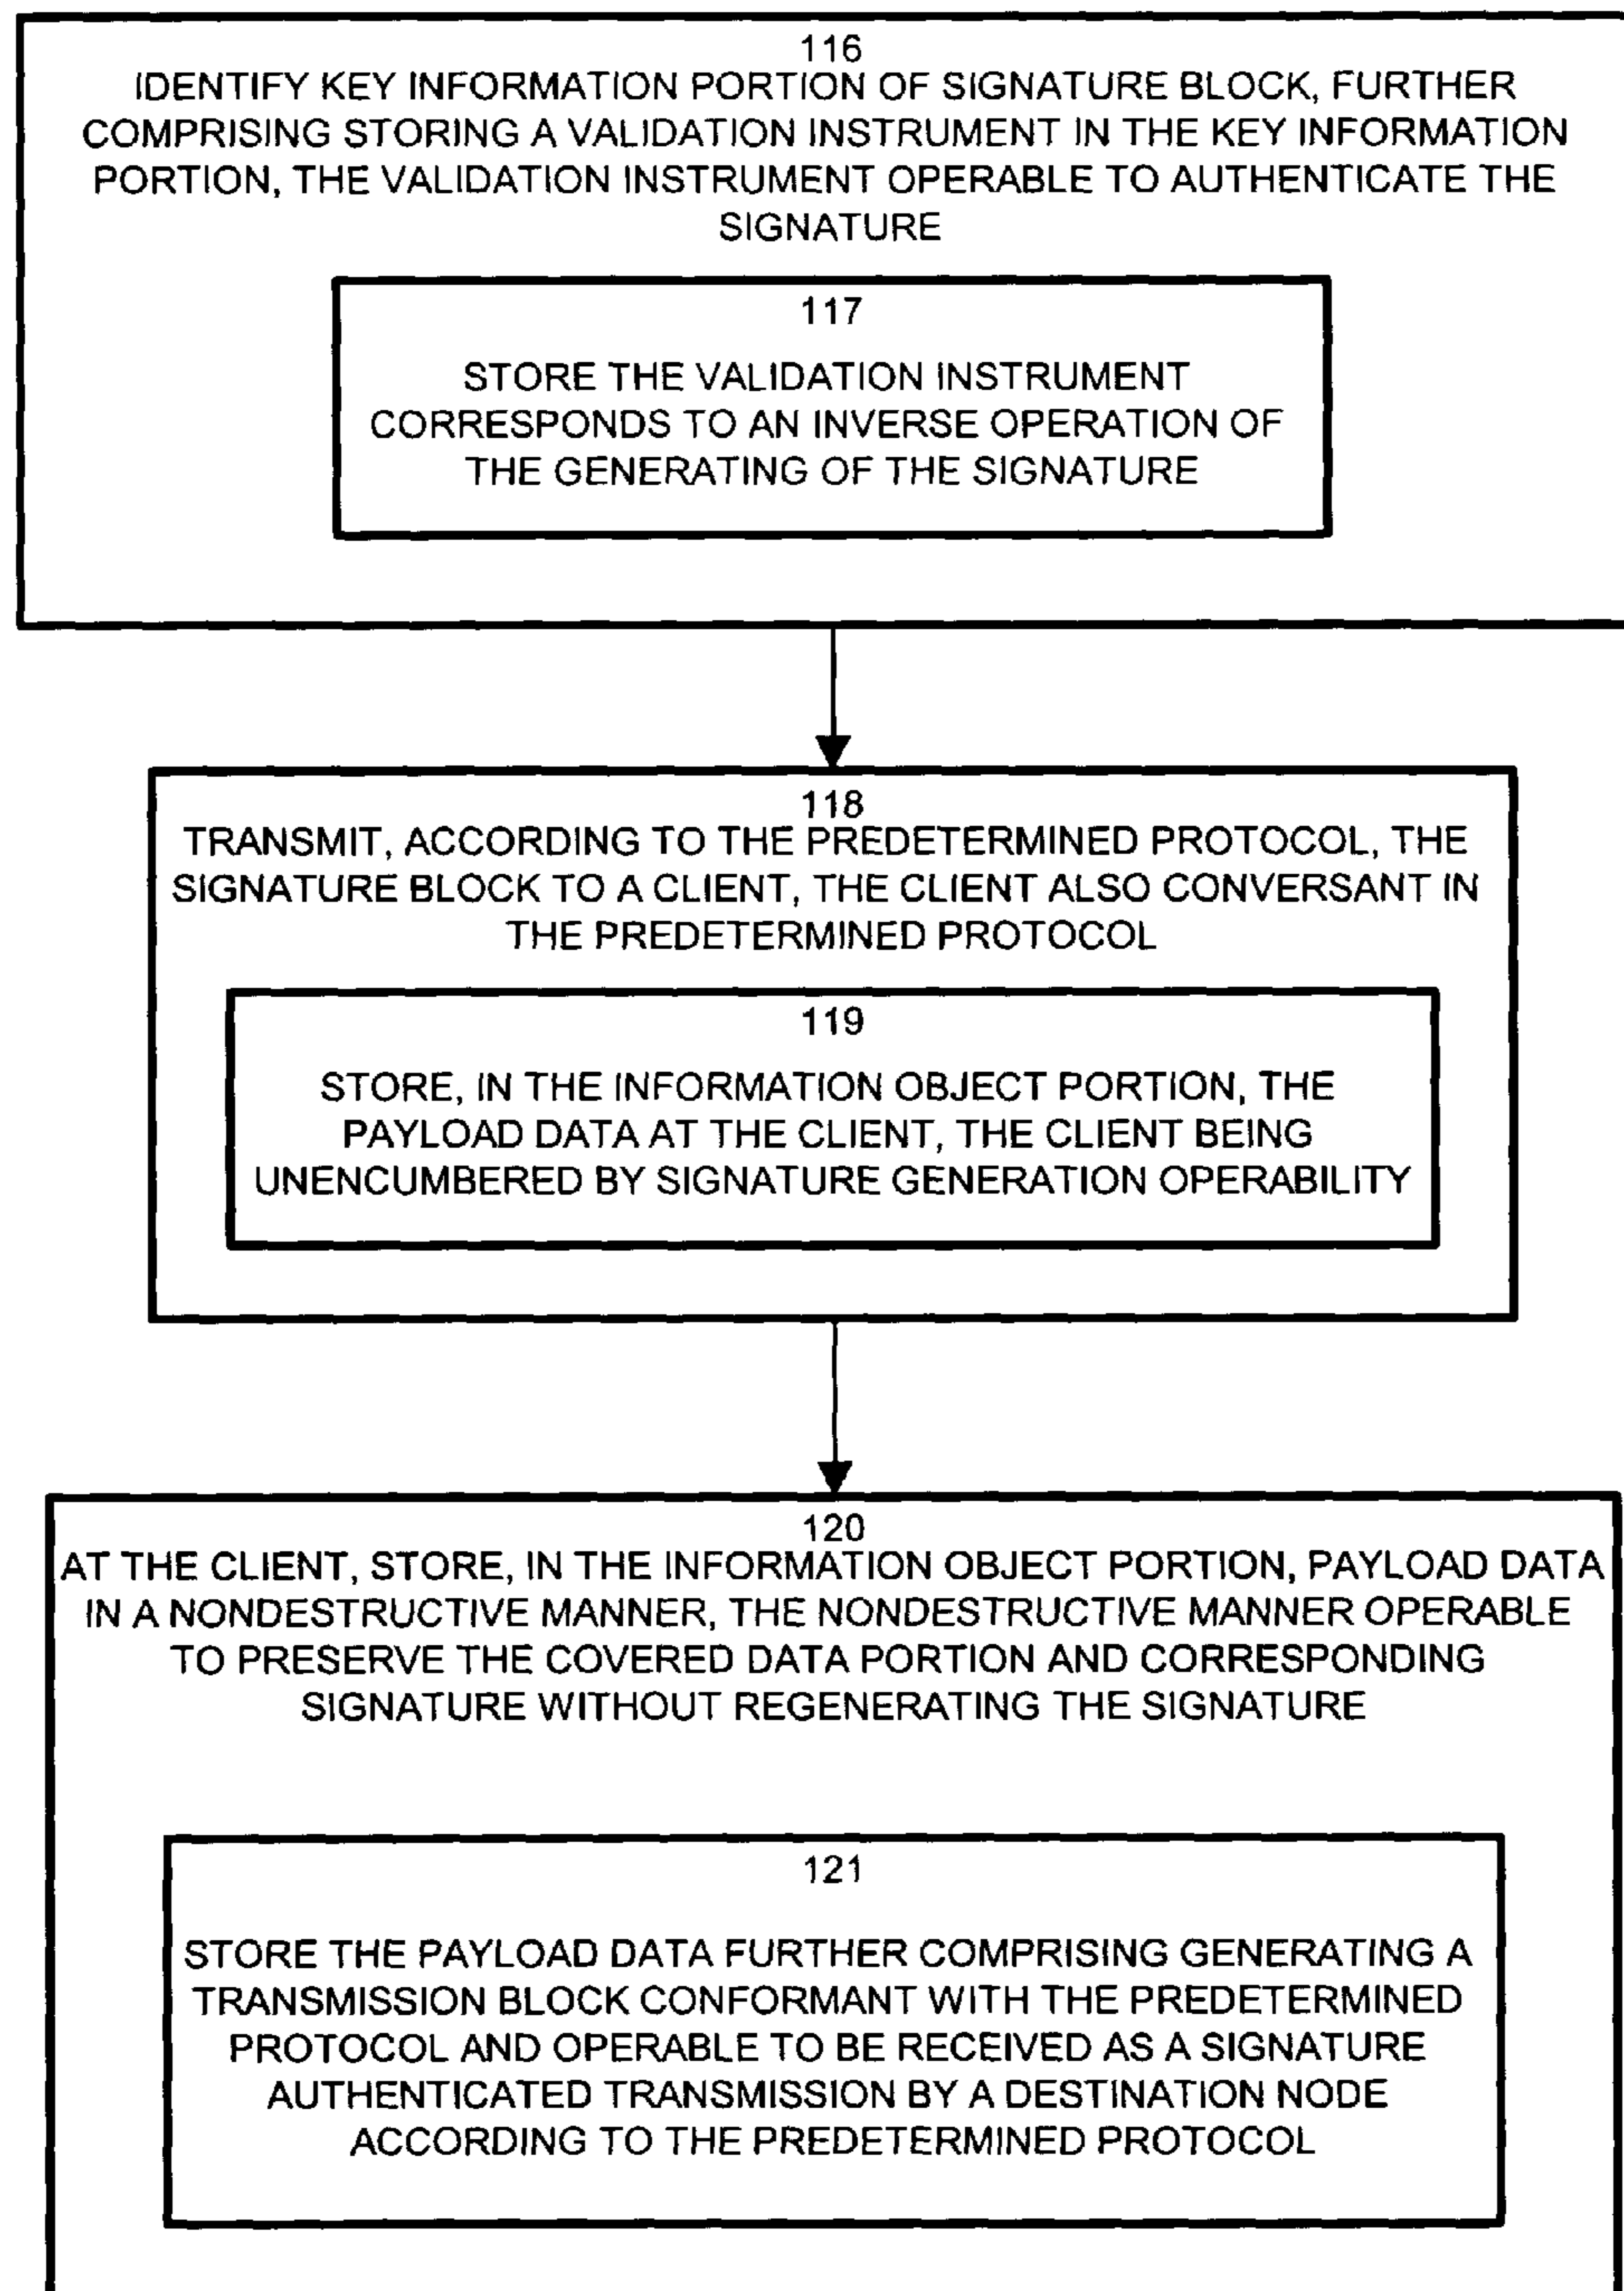 116
IDENTIFY KEY INFORMATION PORTION OF SIGNATURE BLOCK, FURTHER
COMPRISING STORING A VALIDATION INSTRUMENT IN THE KEY INFORMATION
PORTION, THE VALIDATION INSTRUMENT OPERABLE TO AUTHENTICATE THE
SIGNATURE
117
STORE THE VALIDATION INSTRUMENT
CORRESPONDS TO AN INVERSE OPERATION OF
THE GENERATING OF THE SIGNATURE
118
TRANSMIT, ACCORDING TO THE PREDETERMINED PROTOCOL, THE
SIGNATURE BLOCK TO A CLIENT, THE CLIENT ALSO CONVERSANT IN
THE PREDETERMINED PROTOCOL
119
STORE, IN THE INFORMATION OBJECT PORTION, THE
PAYLOAD DATA AT THE CLIENT, THE CLIENT BEING
UNENCUMBERED BY SIGNATURE GENERATION OPERABILITY
120
AT THE CLIENT, STORE, IN THE INFORMATION OBJECT PORTION, PAYLOAD DATA
IN A NONDESTRUCTIVE MANNER, THE NONDESTRUCTIVE MANNER OPERABLE
TO PRESERVE THE COVERED DATA PORTION AND CORRESPONDING
SIGNATURE WITHOUT REGENERATING THE SIGNATURE
121
STORE THE PAYLOAD DATA FURTHER COMPRISING GENERATING A
TRANSMISSION BLOCK CONFORMANT WITH THE PREDETERMINED
PROTOCOL AND OPERABLE TO BE RECEIVED AS A SIGNATURE
AUTHENTICATED TRANSMISSION BY A DESTINATION NODE
ACCORDING TO THE PREDETERMINED PROTOCOL